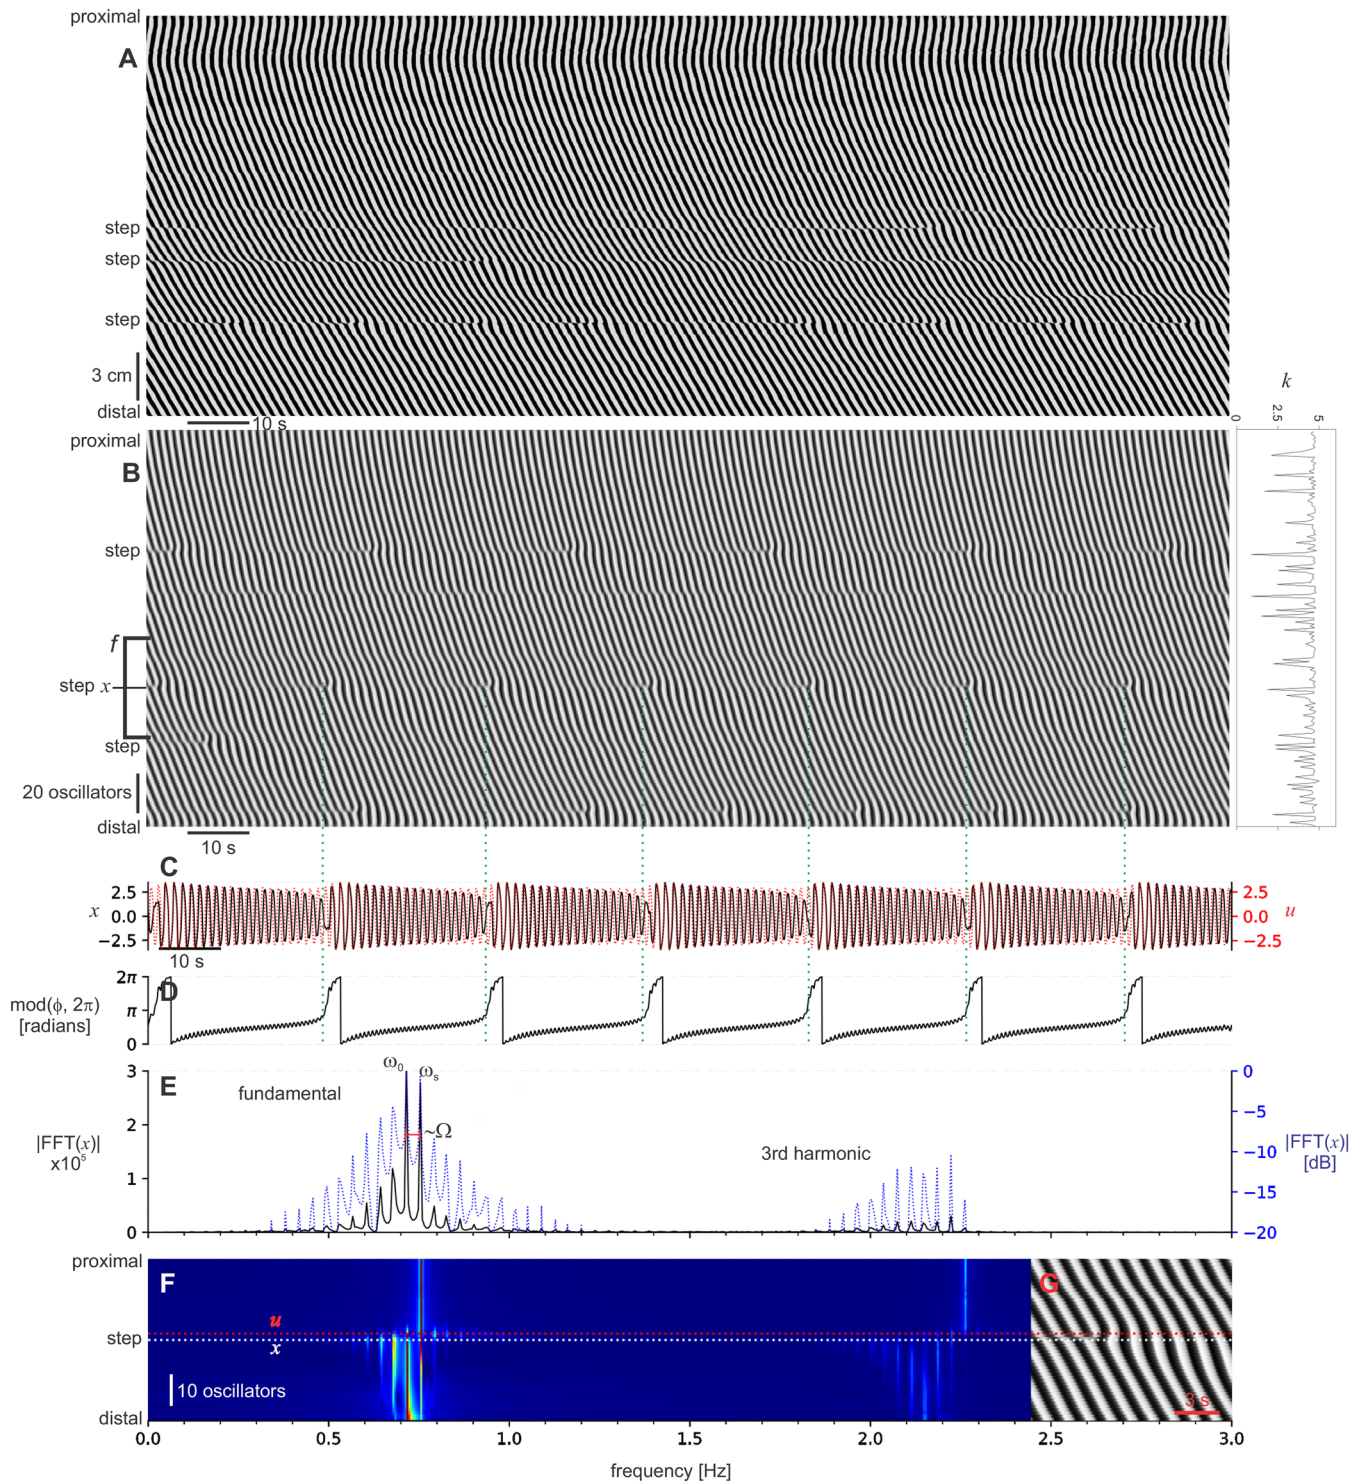 proximal
A
step
step
step
3 cm
distal
10 s
k
0 2.5 5
proximal
B
step
f
step x
step
20 oscillators
distal
10 s
C
2.5 2.5
x 0.0 0.0 u
−2.5 −2.5
10 s
2π
D
mod(ϕ, 2π) π
[radians]
0
ω₀ ωₛ
3 E 0
fundamental
−5
2 ~Ω
|FFT(x)| 3rd harmonic −10 |FFT(x)|
x10⁵ [dB]
1 −15
0 −20
proximal
F G
u
step
x
10 oscillators
3 s
distal
0.0 0.5 1.0 1.5 2.0 2.5 3.0
frequency [Hz]